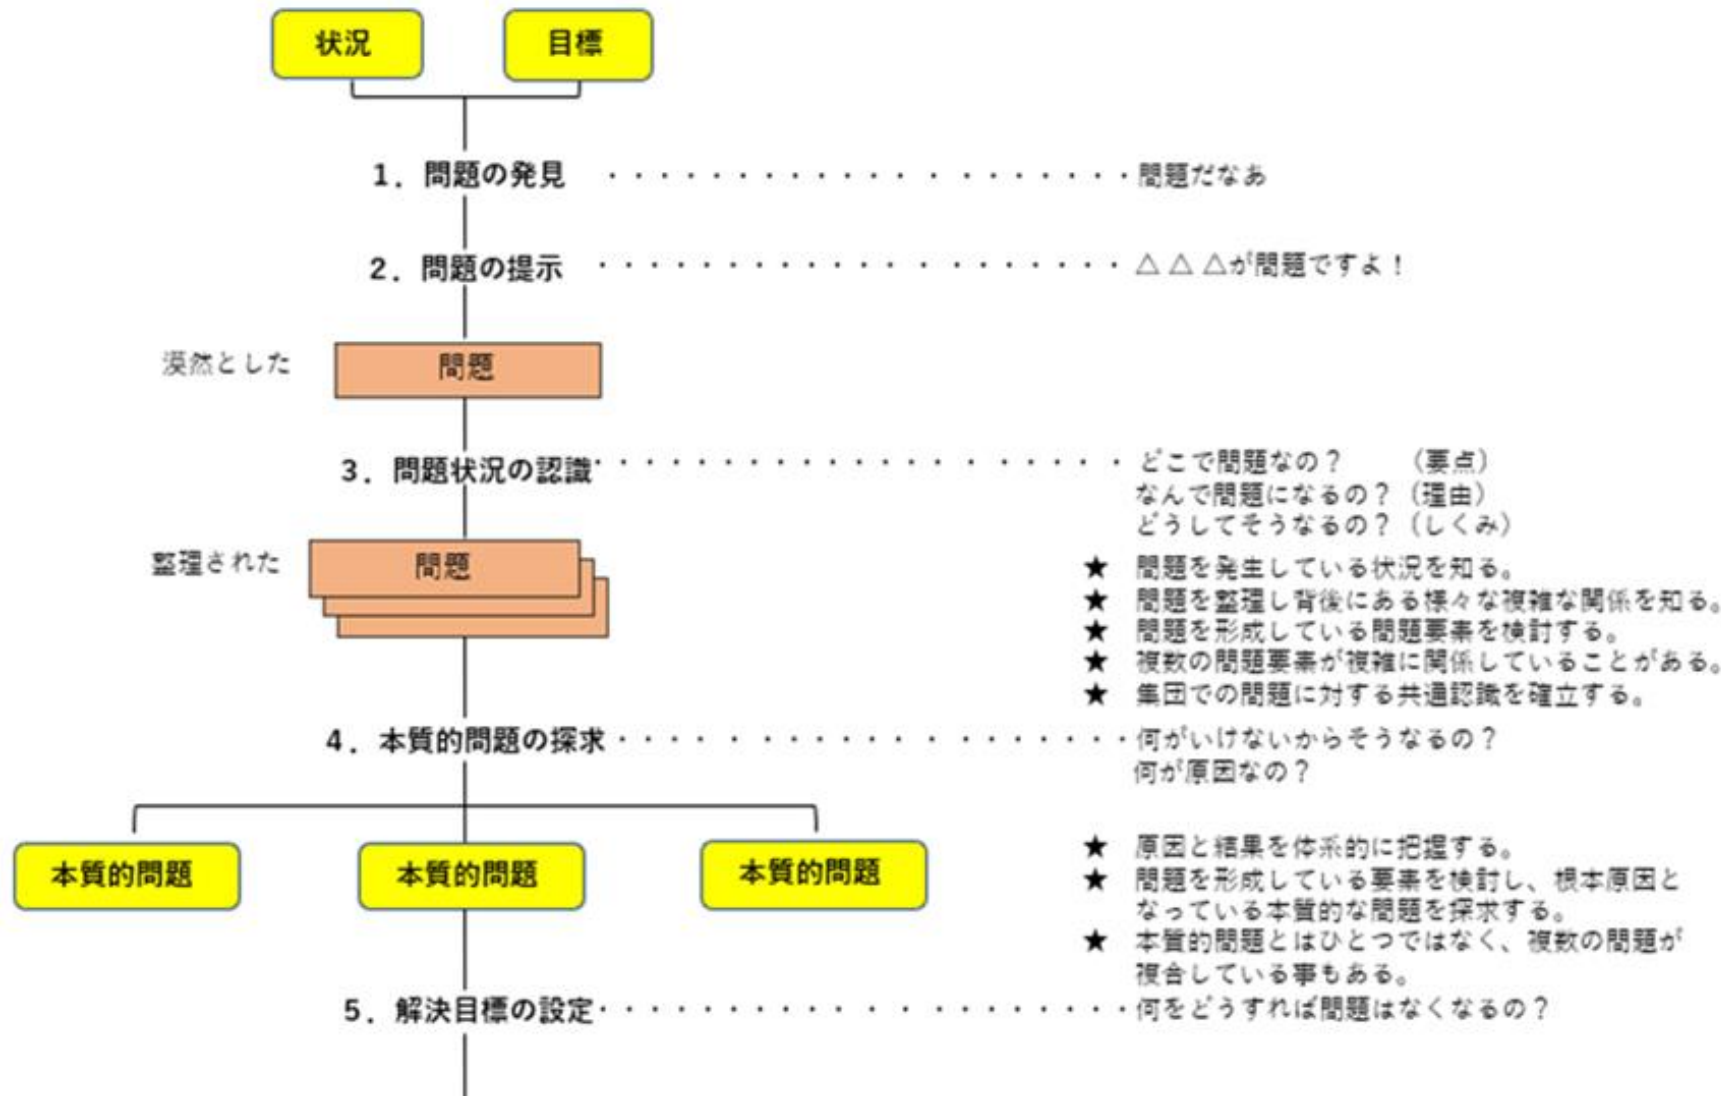 状況
目標
1．問題の発見 ・・・・・・・・・・・・・・・・・・・・ 問題だなあ
2．問題の提示 ・・・・・・・・・・・・・・・・・・・・ △△△が問題ですよ！
漠然とした 問題
3．問題状況の認識・・・・・・・・・・・・・・・・・・・・ どこで問題なの？ （要点）
なんで問題になるの？（理由）
どうしてそうなるの？（しくみ）
整理された 問題
★ 問題を発生している状況を知る。
★ 問題を整理し背後にある様々な複雑な関係を知る。
★ 問題を形成している問題要素を検討する。
★ 複数の問題要素が複雑に関係していることがある。
★ 集団での問題に対する共通認識を確立する。
4．本質的問題の探求・・・・・・・・・・・・・・・・・・・・何がいけないからそうなるの？
何が原因なの？
本質的問題
本質的問題
本質的問題
★ 原因と結果を体系的に把握する。
★ 問題を形成している要素を検討し、根本原因と
なっている本質的な問題を探求する。
★ 本質的問題とはひとつではなく、複数の問題が
複合している事もある。
5．解決目標の設定・・・・・・・・・・・・・・・・・・・・何をどうすれば問題はなくなるの？